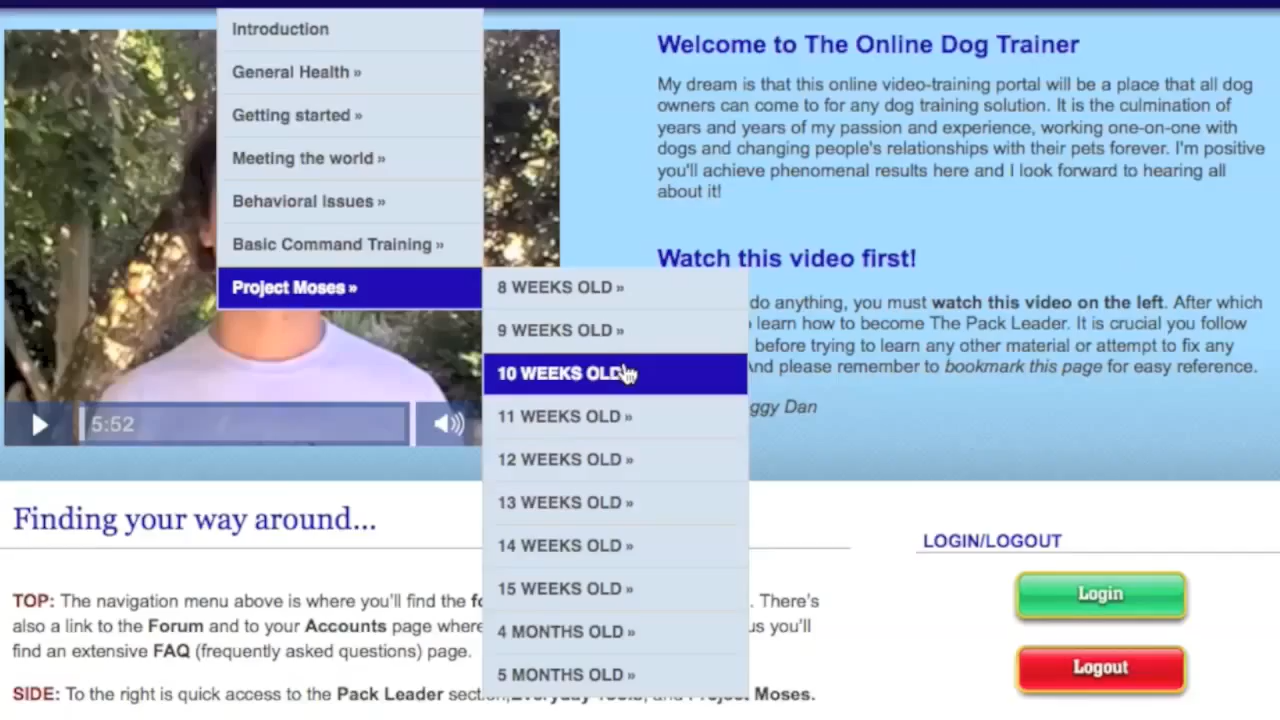 Introduction
General Health »
Getting started »
Meeting the world »
Behavioral Issues »
Basic Command Training »
Project Moses »
8 WEEKS OLD »
9 WEEKS OLD »
10 WEEKS OLD
11 WEEKS OLD »
12 WEEKS OLD »
13 WEEKS OLD »
14 WEEKS OLD »
15 WEEKS OLD »
4 MONTHS OLD »
5 MONTHS OLD »
5:52
Welcome to The Online Dog Trainer
My dream is that this online video-training portal will be a place that all dog
owners can come to for any dog training solution. It is the culmination of
years and years of my passion and experience, working one-on-one with
dogs and changing people's relationships with their pets forever. I'm positive
you'll achieve phenomenal results here and I look forward to hearing all
about it!
Watch this video first!
do anything, you must watch this video on the left. After which
learn how to become The Pack Leader. It is crucial you follow
before trying to learn any other material or attempt to fix any
And please remember to bookmark this page for easy reference.
ggy Dan
Finding your way around...
TOP: The navigation menu above is where you'll find the . There's
also a link to the Forum and to your Accounts page where us you'll
find an extensive FAQ (frequently asked questions) page.
SIDE: To the right is quick access to the Pack Leader section, Everyday Tools, and Project Moses.
LOGIN/LOGOUT
Login
Logout